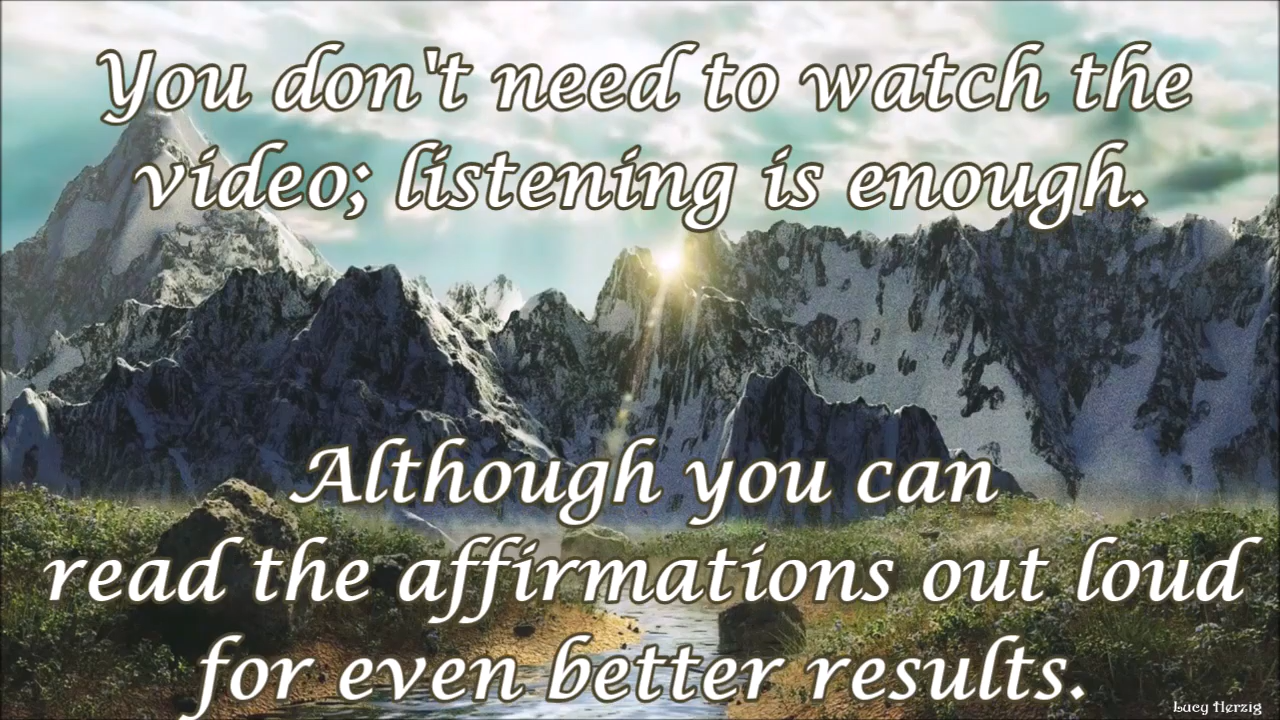 You don't need to watch the
video; listening is enough.
Although you can
read the affirmations out loud
for even better results.
Lucy Herzig